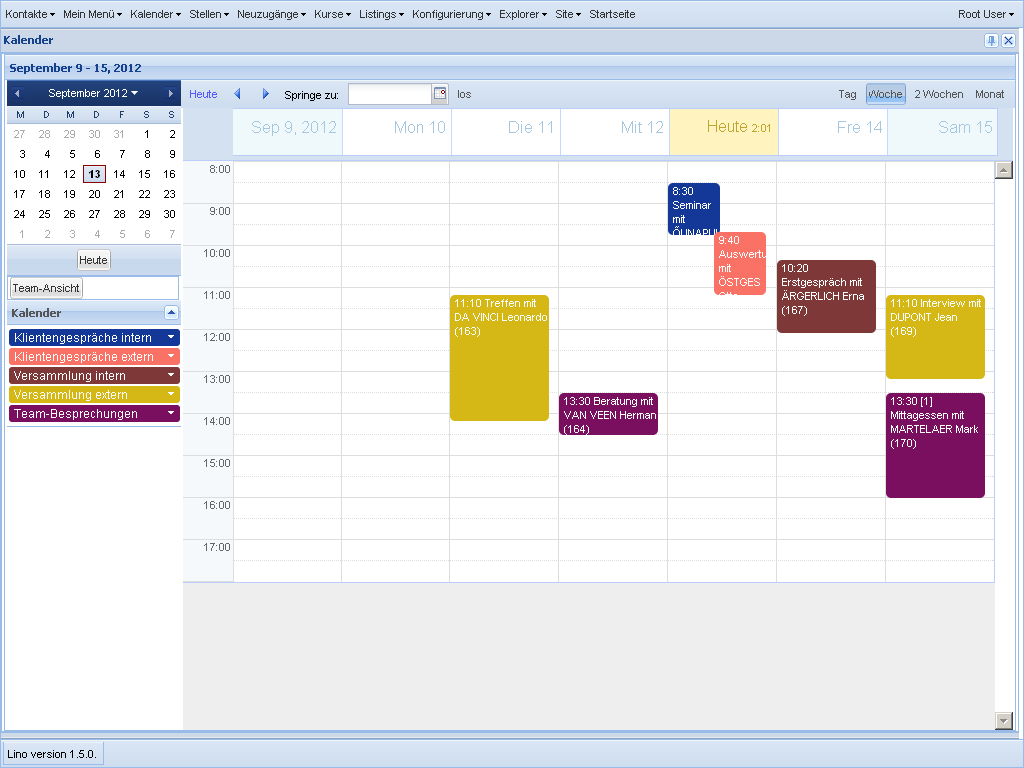 Kontakte Mein Menü Kalender Stellen Neuzugänge Kurse Listings Konfigurierung Explorer Site Startseite Root User
Kalender
September 9 - 15, 2012
September 2012
M D M D F S S
27 28 29 30 31 1 2
3 4 5 6 7 8 9
10 11 12 13 14 15 16
17 18 19 20 21 22 23
24 25 26 27 28 29 30
1 2 3 4 5 6 7
Heute
Team-Ansicht
Kalender
Klientengespräche intern
Klientengespräche extern
Versammlung intern
Versammlung extern
Team-Besprechungen
Heute Springe zu: los Tag Woche 2 Wochen Monat
Sep 9, 2012 Mon 10 Die 11 Mit 12 Heute 2:01 Fre 14 Sam 15
8:00
9:00
10:00
11:00
12:00
13:00
14:00
15:00
16:00
17:00
11:10 Treffen mit
DA VINCI Leonardo
(163)
13:30 Beratung mit
VAN VEEN Herman
(164)
8:30
Seminar
mit
9:40
Auswertu
mit
ÖSTGES
10:20
Erstgespräch mit
ÄRGERLICH Erna
(167)
11:10 Interview mit
DUPONT Jean
(169)
13:30 [1]
Mittagessen mit
MARTELAER Mark
(170)
Lino version 1.5.0.